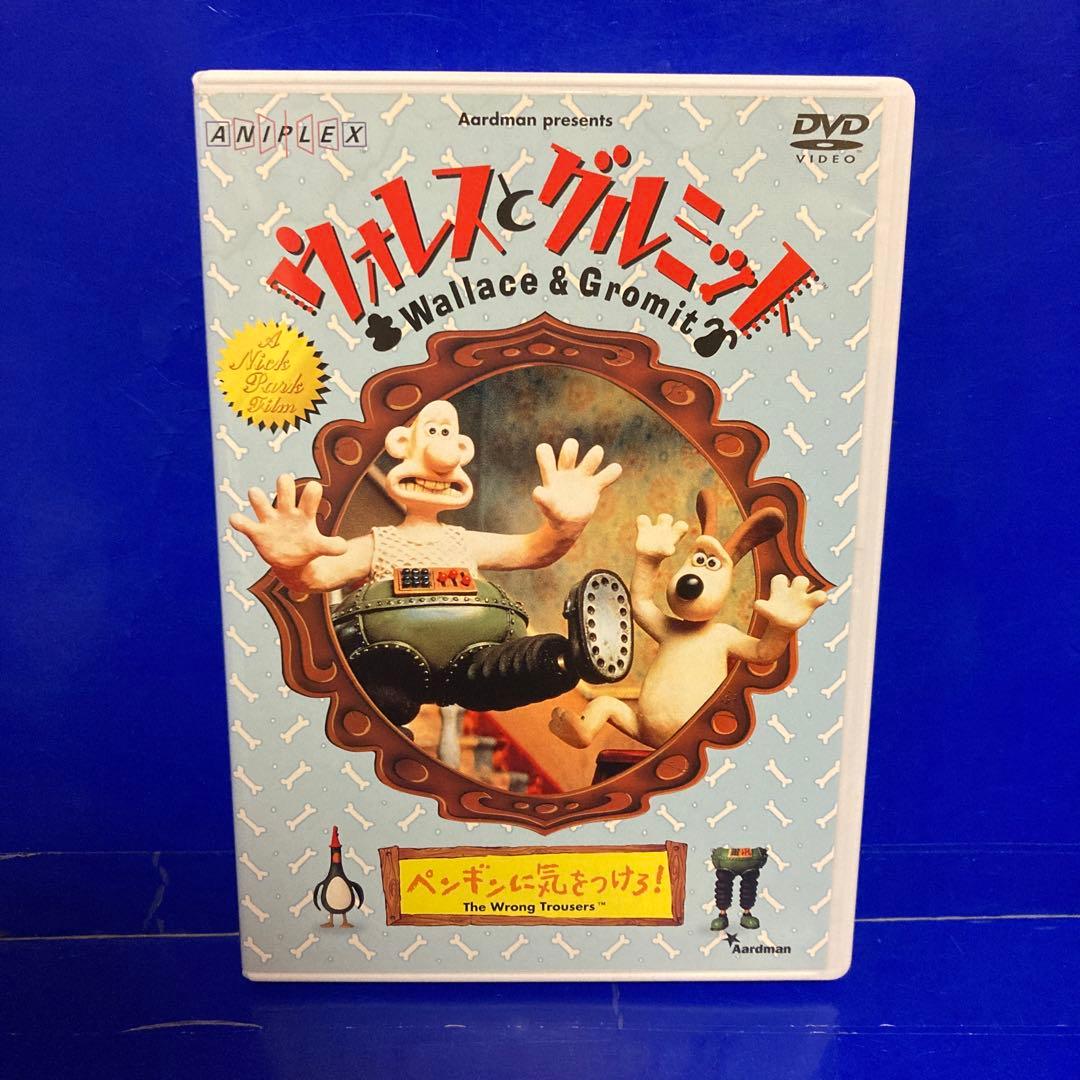 ANIPLEX
Aardman presents
DVD
VIDEO
ウォレスとグルミット
Wallace & Gromit
A
Nick
Park
Film
ペンギンに気をつけろ!
The Wrong Trousers™
Aardman